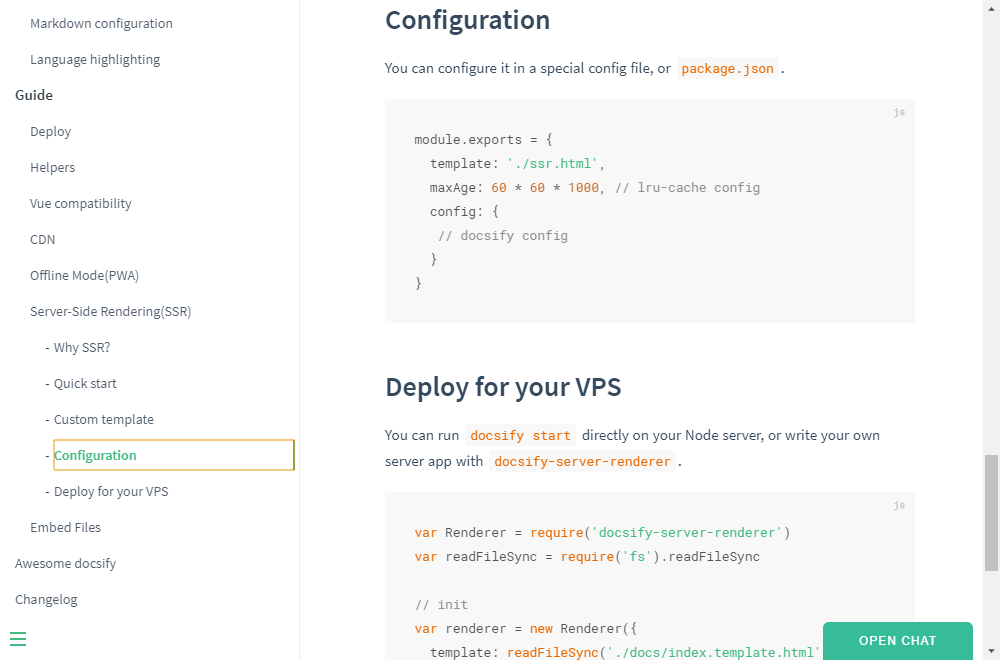 Markdown configuration
Language highlighting
Guide
Deploy
Helpers
Vue compatibility
CDN
Offline Mode(PWA)
Server-Side Rendering(SSR)
- Why SSR?
- Quick start
- Custom template
- Configuration
- Deploy for your VPS
Embed Files
Awesome docsify
Changelog
Configuration
You can configure it in a special config file, or package.json .
js
module.exports = {
  template: './ssr.html',
  maxAge: 60 * 60 * 1000, // lru-cache config
  config: {
   // docsify config
  }
}
Deploy for your VPS
You can run docsify start directly on your Node server, or write your own
server app with docsify-server-renderer .
js
var Renderer = require('docsify-server-renderer')
var readFileSync = require('fs').readFileSync
// init
var renderer = new Renderer({
  template: readFileSync('./docs/index.template.html'
OPEN CHAT